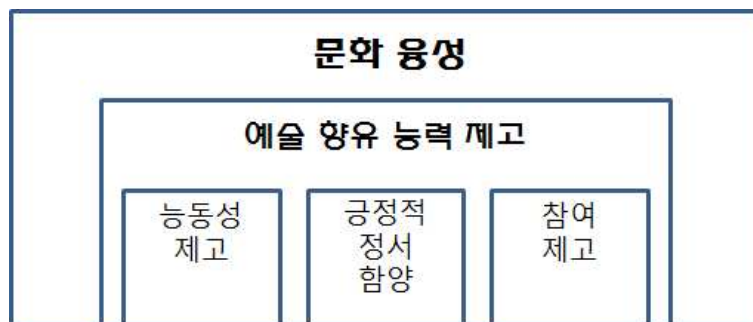 문화 융성
예술 향유 능력 제고
능동성
제고
긍정적
정서
함양
참여
제고